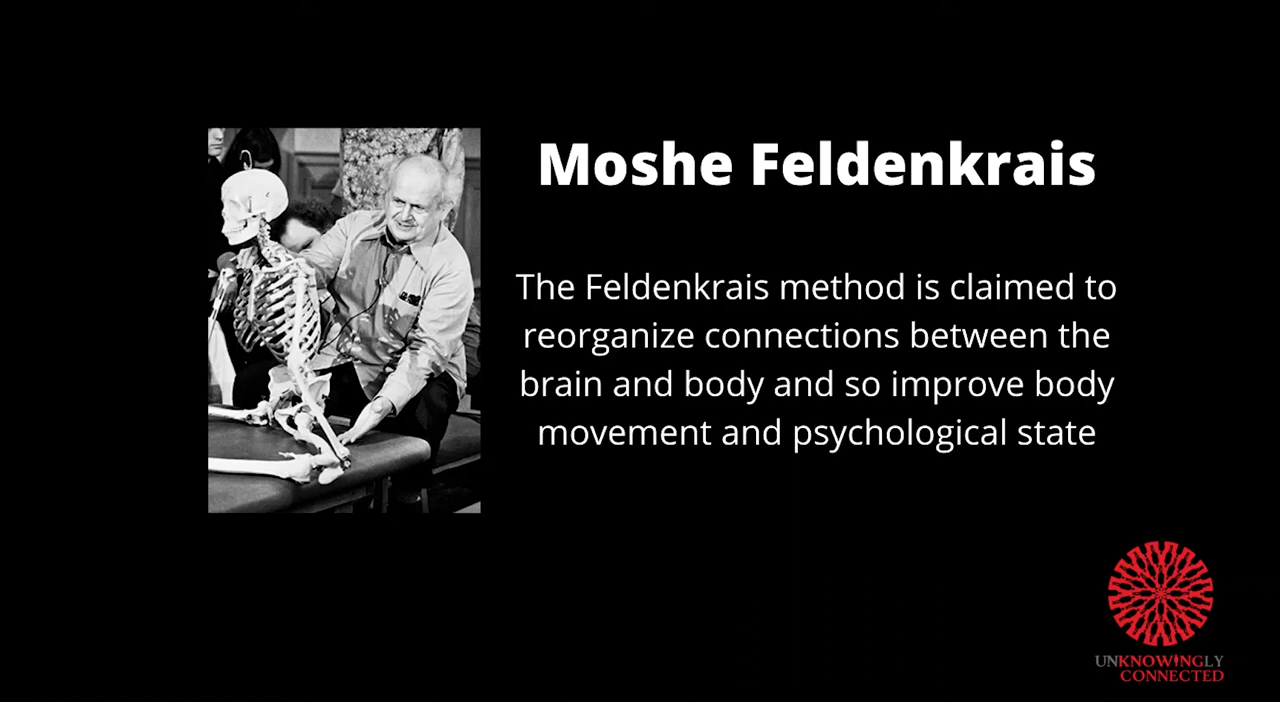 Moshe Feldenkrais
The Feldenkrais method is claimed to
reorganize connections between the
brain and body and so improve body
movement and psychological state
UNKNOWINGLY
CONNECTED